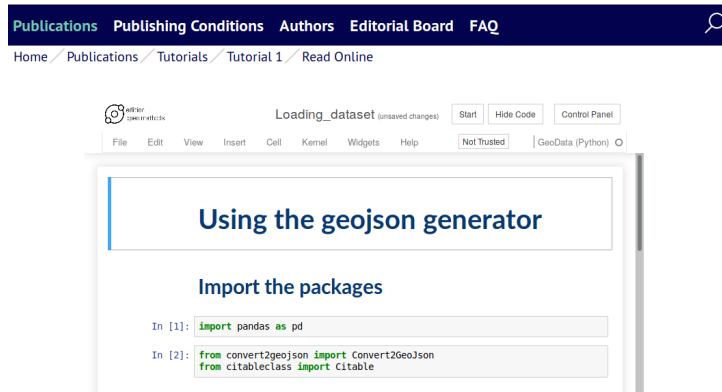 Publications Publishing Conditions Authors Editorial Board FAQ
Home / Publications / Tutorials / Tutorial 1 / Read Online
edition
open methods
Loading_dataset (unsaved changes) Start Hide Code Control Panel
File Edit View Insert Cell Kernel Widgets Help Not Trusted GeoData (Python)
Using the geojson generator
Import the packages
In [1]: import pandas as pd
In [2]: from convert2geojson import Convert2GeoJson
from citableclass import Citable